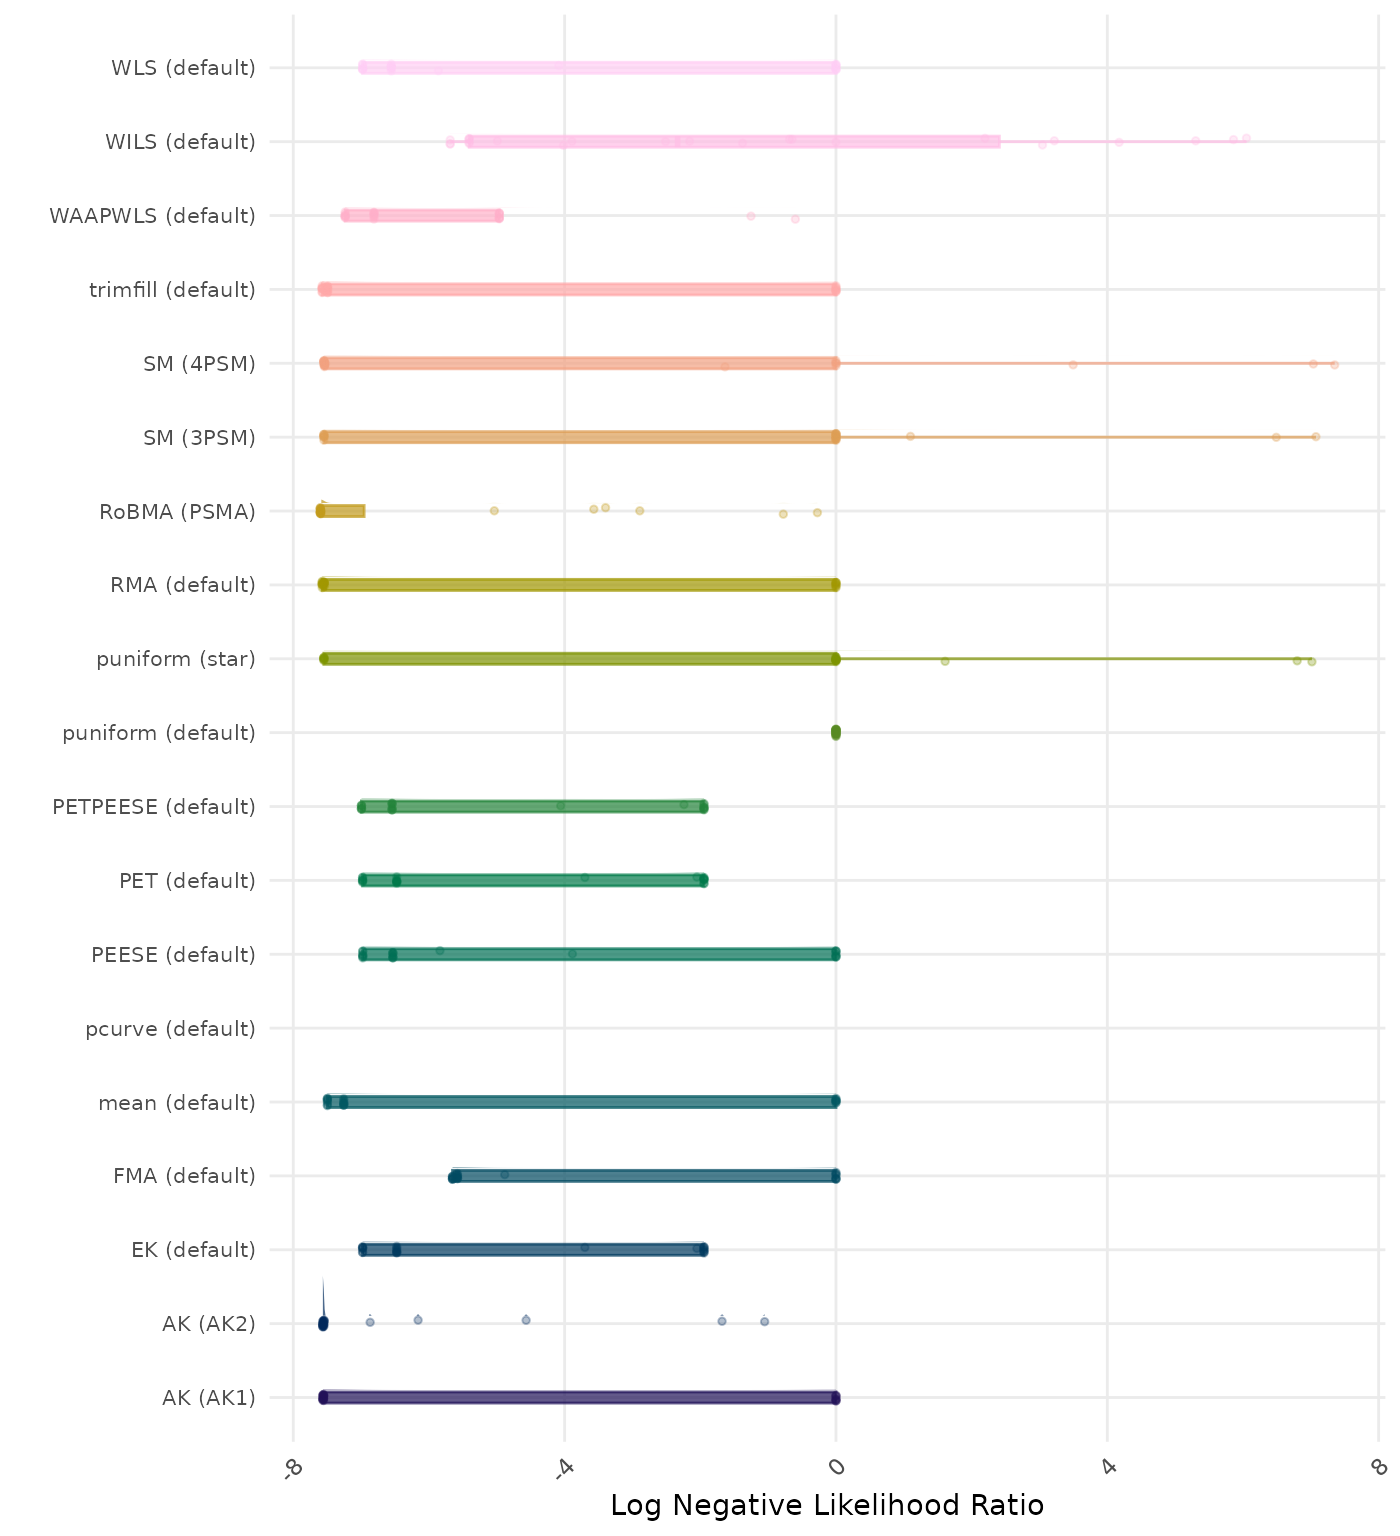 WLS (default)
WILS (default)
WAAPWLS (default)
trimfill (default)
SM (4PSM)
SM (3PSM)
RoBMA (PSMA)
RMA (default)
puniform (star)
puniform (default)
PETPEESE (default)
PET (default)
PEESE (default)
pcurve (default)
mean (default)
FMA (default)
EK (default)
AK (AK2)
AK (AK1)
-8 -4 0 4 8
Log Negative Likelihood Ratio